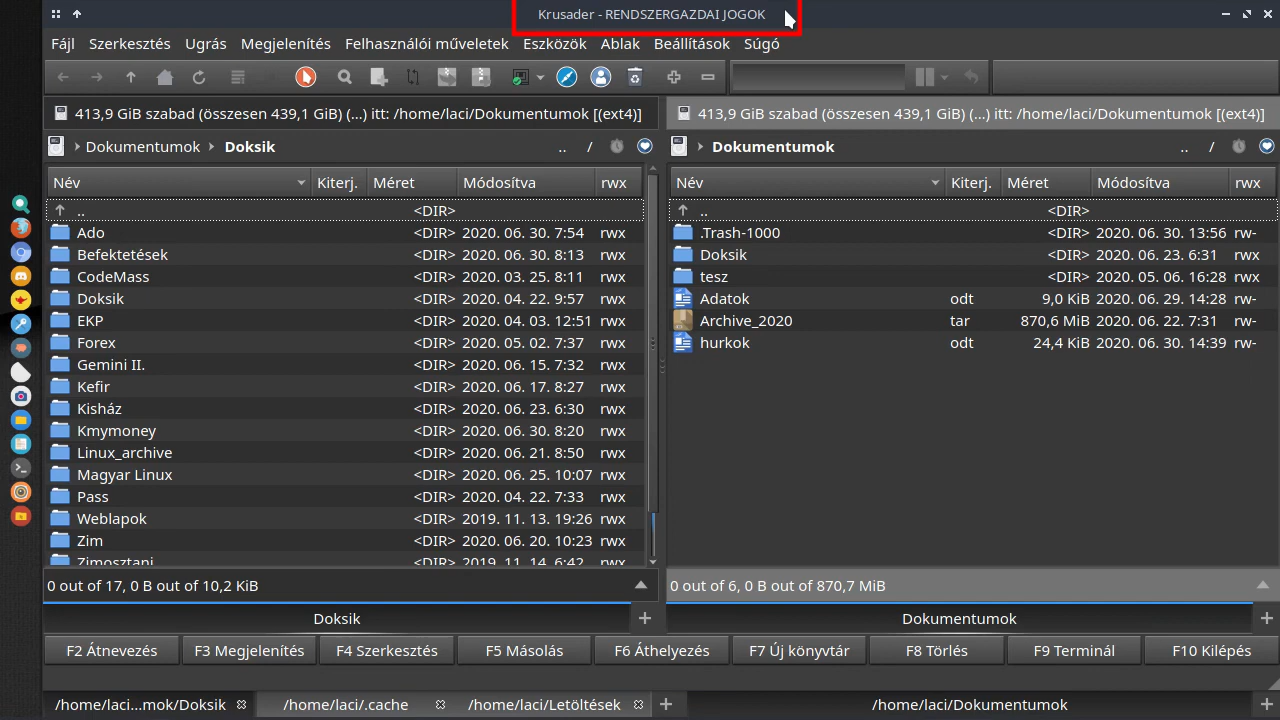 Krusader - RENDSZERGAZDAI JOGOK
Fájl Szerkesztés Ugrás Megjelenítés Felhasználói műveletek Eszközök Ablak Beállítások Súgó
413,9 GiB szabad (összesen 439,1 GiB) (...) itt: /home/laci/Dokumentumok [(ext4)]
Dokumentumok > Doksik .. /
Név Kiterj. Méret Módosítva rwx
.. <DIR>
Ado <DIR> 2020. 06. 30. 7:54 rwx
Befektetések <DIR> 2020. 06. 30. 8:13 rwx
CodeMass <DIR> 2020. 03. 25. 8:11 rwx
Doksik <DIR> 2020. 04. 22. 9:57 rwx
EKP <DIR> 2020. 04. 03. 12:51 rwx
Forex <DIR> 2020. 05. 02. 7:37 rwx
Gemini II. <DIR> 2020. 06. 15. 7:32 rwx
Kefir <DIR> 2020. 06. 17. 8:27 rwx
Kisház <DIR> 2020. 06. 23. 6:30 rwx
Kmymoney <DIR> 2020. 06. 30. 8:20 rwx
Linux_archive <DIR> 2020. 06. 21. 8:50 rwx
Magyar Linux <DIR> 2020. 06. 25. 10:07 rwx
Pass <DIR> 2020. 04. 22. 7:33 rwx
Weblapok <DIR> 2019. 11. 13. 19:26 rwx
Zim <DIR> 2020. 06. 20. 10:23 rwx
Zimosztani <DIR> 2019. 11. 14. 6:42 rwx
0 out of 17, 0 B out of 10,2 KiB
Doksik
413,9 GiB szabad (összesen 439,1 GiB) (...) itt: /home/laci/Dokumentumok [(ext4)]
> Dokumentumok .. /
Név Kiterj. Méret Módosítva rwx
.. <DIR>
.Trash-1000 <DIR> 2020. 06. 30. 13:56 rw-
Doksik <DIR> 2020. 06. 23. 6:31 rwx
tesz <DIR> 2020. 05. 06. 16:28 rwx
Adatok odt 9,0 KiB 2020. 06. 29. 14:28 rw-
Archive_2020 tar 870,6 MiB 2020. 06. 22. 7:31 rw-
hurkok odt 24,4 KiB 2020. 06. 30. 14:39 rw-
0 out of 6, 0 B out of 870,7 MiB
Dokumentumok
F2 Átnevezés F3 Megjelenítés F4 Szerkesztés F5 Másolás F6 Áthelyezés F7 Új könyvtár F8 Törlés F9 Terminál F10 Kilépés
/home/laci...mok/Doksik /home/laci/.cache /home/laci/Letöltések /home/laci/Dokumentumok